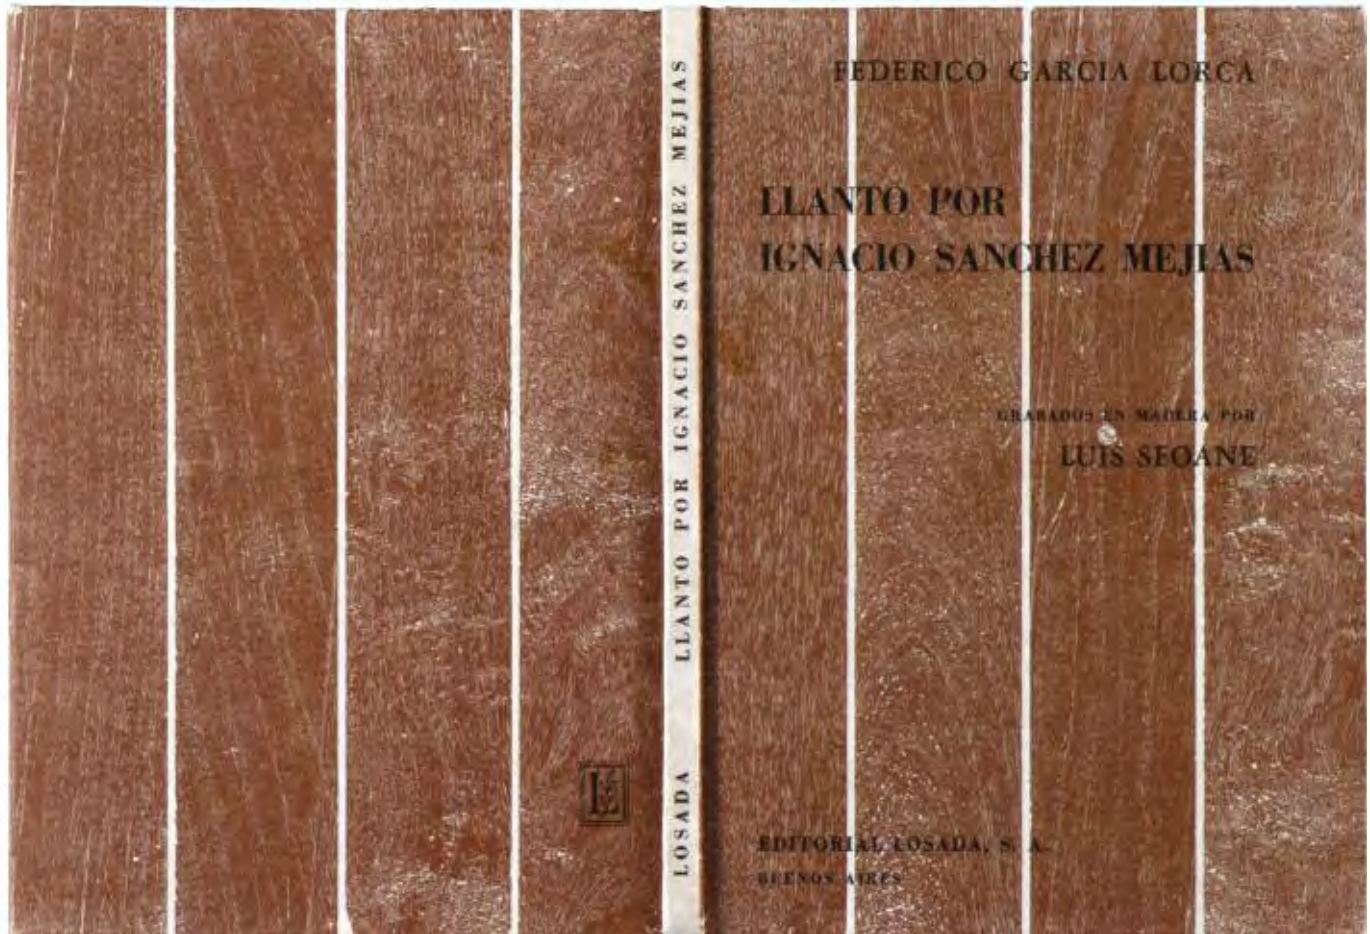 FEDERICO GARCIA LORCA
LLANTO POR
IGNACIO SANCHEZ MEJIAS
GRABADOS EN MADERA POR
LUIS SEOANE
EDITORIAL LOSADA, S. A.
BUENOS AIRES
LOSADA LLANTO POR IGNACIO SANCHEZ MEJIAS